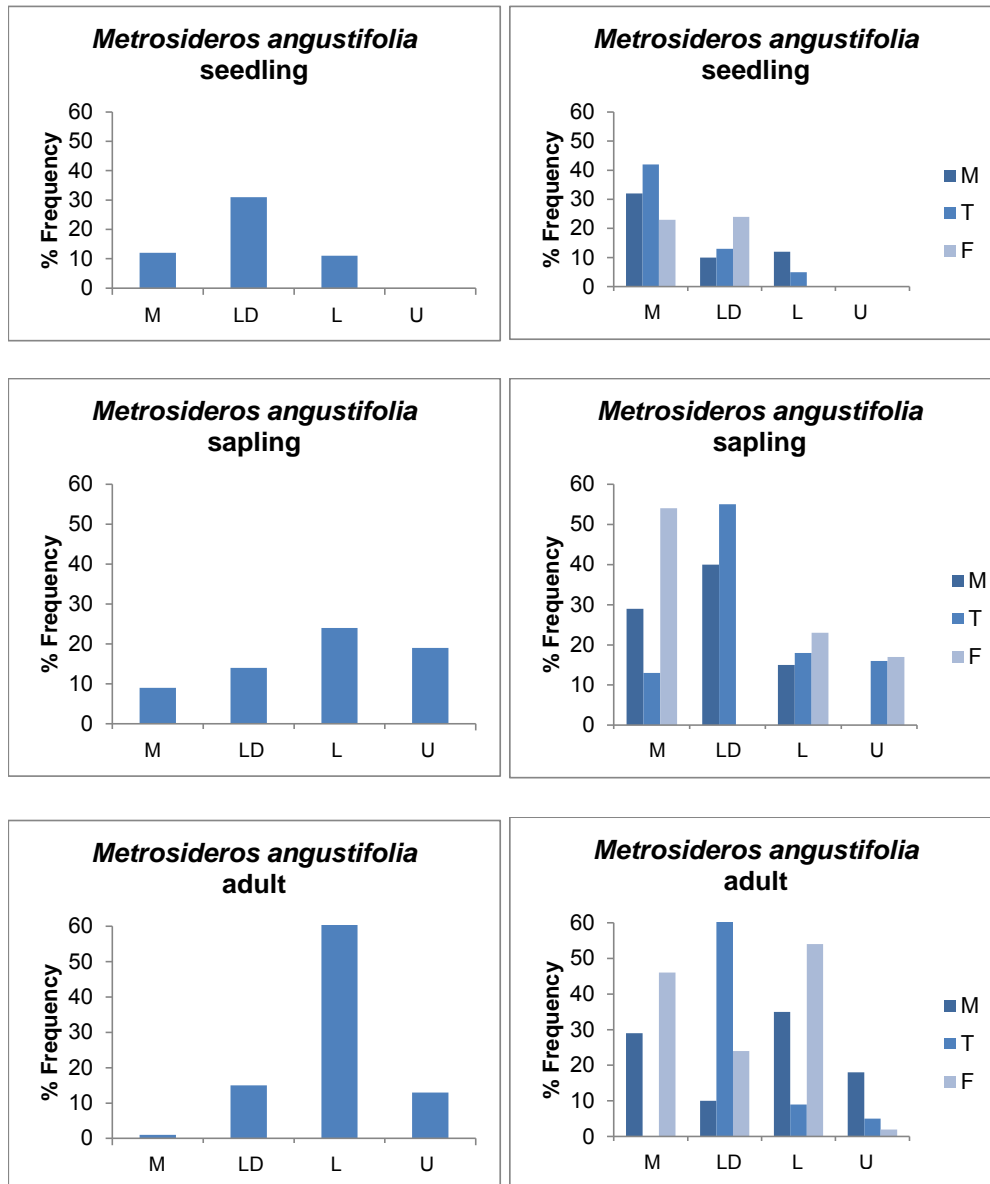 Metrosideros angustifolia
seedling
% Frequency
60
50
40
30
20
10
0
M LD L U
Metrosideros angustifolia
seedling
% Frequency
60
50
40
30
20
10
0
M LD L U
M
T
F
Metrosideros angustifolia
sapling
% Frequency
60
50
40
30
20
10
0
M LD L U
Metrosideros angustifolia
sapling
% Frequency
60
50
40
30
20
10
0
M LD L U
M
T
F
Metrosideros angustifolia
adult
% Frequency
60
50
40
30
20
10
0
M LD L U
Metrosideros angustifolia
adult
% Frequency
60
50
40
30
20
10
0
M LD L U
M
T
F